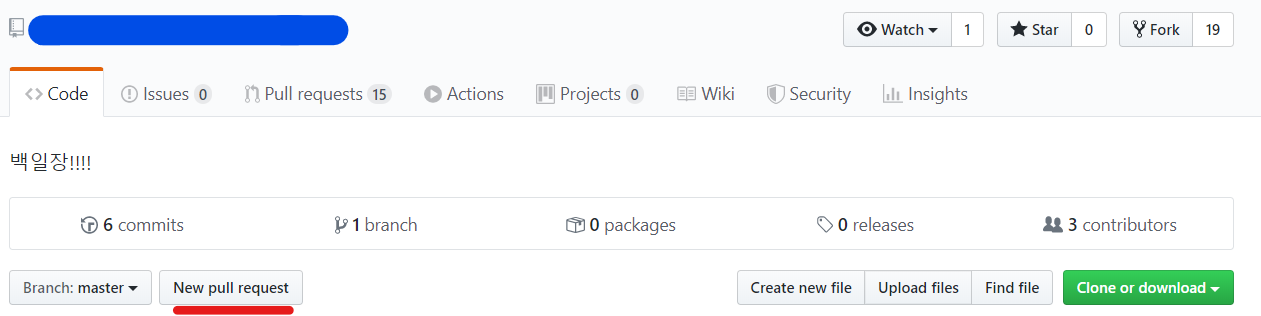 Watch 1 Star 0 Fork 19
Code Issues 0 Pull requests 15 Actions Projects 0 Wiki Security Insights
백일장!!!!
6 commits 1 branch 0 packages 0 releases 3 contributors
Branch: master New pull request Create new file Upload files Find file Clone or download